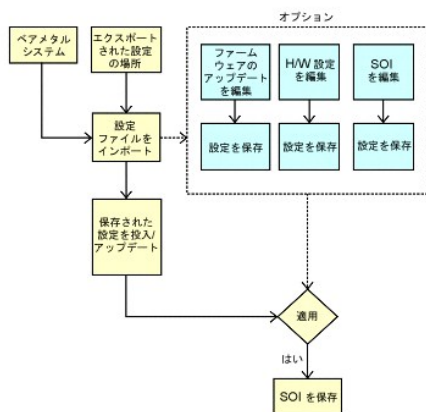 オプション
ベアメタル
システム
エクスポート
された設定
の場所
ファーム
ウェアの
アップデート
を編集
H/W 設定
を編集
SOI
を編集
設定
ファイルを
インポート
設定を保存
設定を保存
設定を保存
保存された
設定を投入/
アップデート
適用
はい
SOI を保存